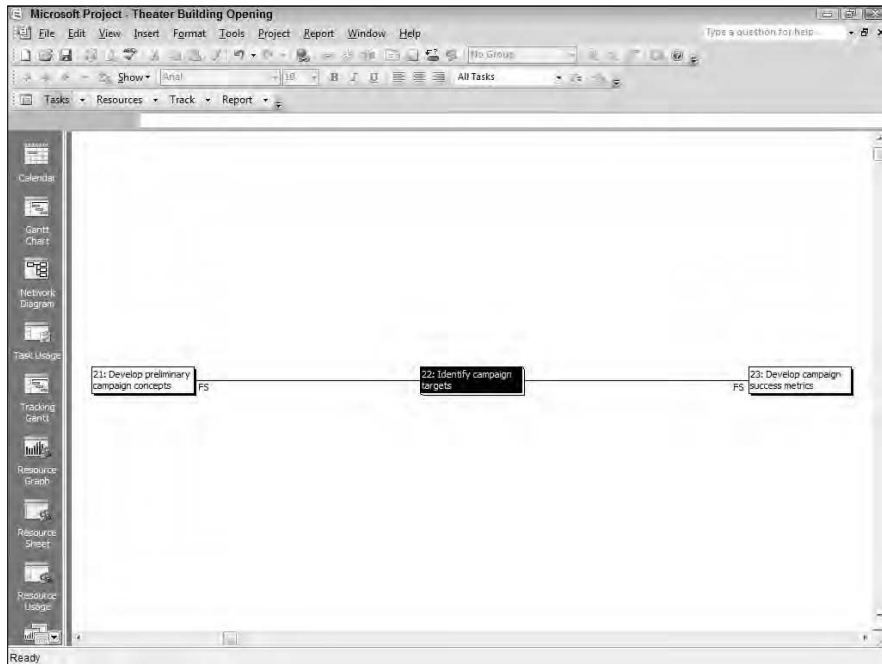 Microsoft Project - Theater Building Opening
File Edit View Insert Format Tools Project Report Window Help
Type a question for help
No Group
Show
Arial
18
B I U
All Tasks
Tasks Resources Track Report
Calendar
Gantt
Chart
Network
Diagram
Task Usage
Tracking
Gantt
Resource
Graph
Resource
Sheet
Resource
Usage
21: Develop preliminary
campaign concepts
FS
22: Identify campaign
targets
FS
23: Develop campaign
success metrics
Ready